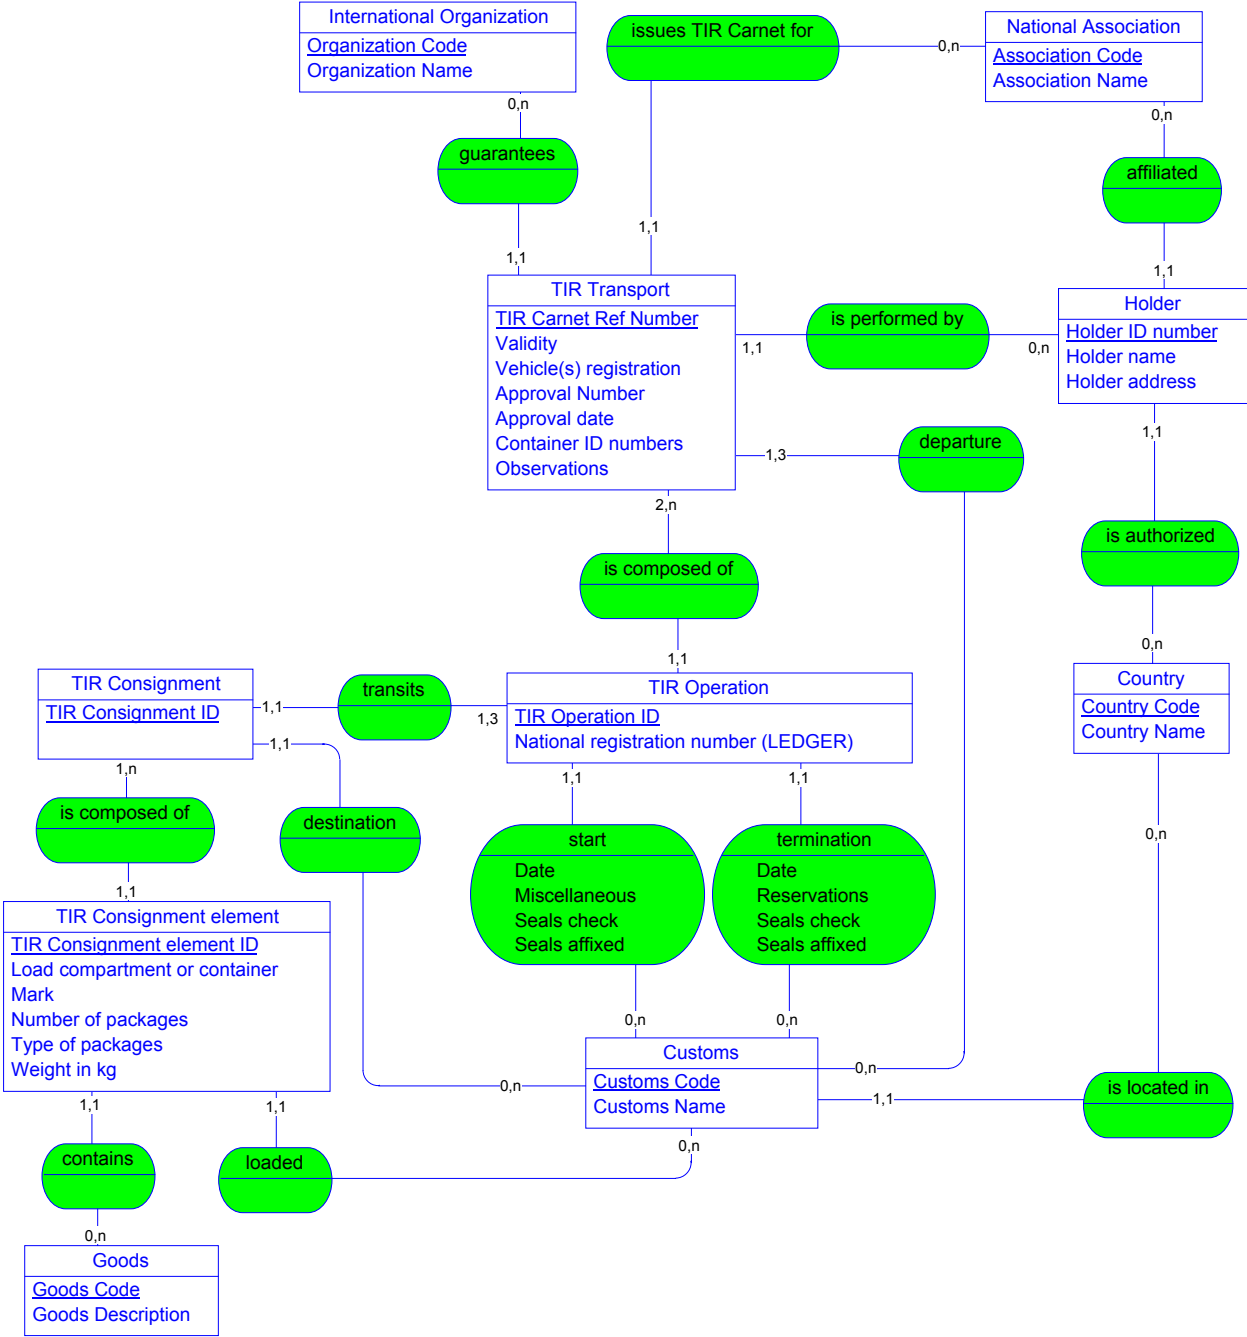 International Organization
Organization Code
Organization Name
issues TIR Carnet for
0,n
National Association
Association Code
Association Name
0,n
guarantees
0,n
affiliated
1,1
1,1
1,1
TIR Transport
TIR Carnet Ref Number
Validity
Vehicle(s) registration
Approval Number
Approval date
Container ID numbers
Observations
1,1
is performed by
0,n
Holder
Holder ID number
Holder name
Holder address
1,3
departure
1,1
2,n
is composed of
is authorized
1,1
0,n
TIR Consignment
TIR Consignment ID
1,1
transits
1,3
TIR Operation
TIR Operation ID
National registration number (LEDGER)
Country
Country Code
Country Name
1,1
1,n
1,1
1,1
is composed of
destination
start
Date
Miscellaneous
Seals check
Seals affixed
termination
Date
Reservations
Seals check
Seals affixed
0,n
1,1
TIR Consignment element
TIR Consignment element ID
Load compartment or container
Mark
Number of packages
Type of packages
Weight in kg
0,n
0,n
Customs
Customs Code
Customs Name
0,n
0,n
1,1
is located in
1,1
1,1
0,n
contains
loaded
0,n
Goods
Goods Code
Goods Description